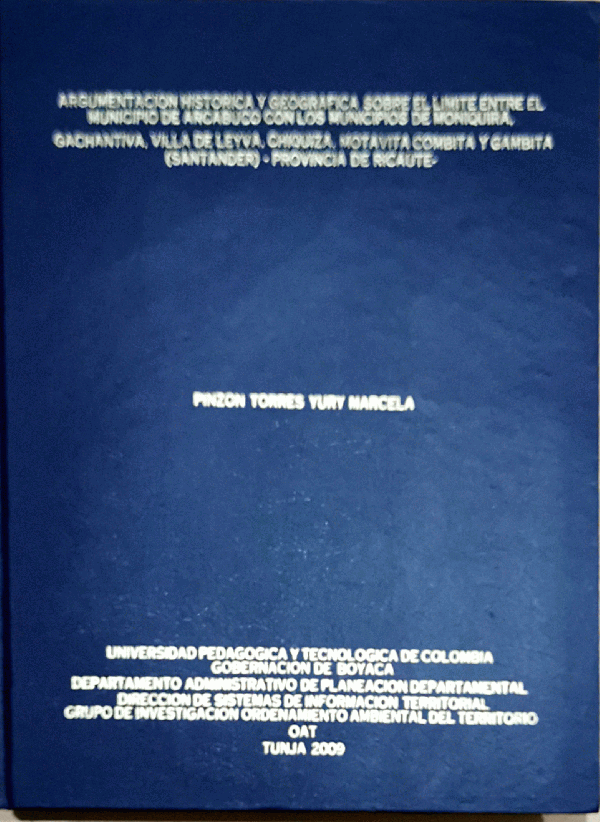 ARGUMENTACION HISTORICA Y GEOGRAFICA SOBRE EL LIMITE ENTRE EL
MUNICIPIO DE ARCABUCO CON LOS MUNICIPIOS DE MONIQUIRA,
GACHANTIVA, VILLA DE LEYVA, CHIQUIZA, MOTAVITA COMBITA Y GAMBITA
(SANTANDER) - PROVINCIA DE RICAUTE-
PINZON TORRES YURY MARCELA
UNIVERSIDAD PEDAGOGICA Y TECNOLOGICA DE COLOMBIA
GOBERNACION DE BOYACA
DEPARTAMENTO ADMINISTRATIVO DE PLANEACION DEPARTAMENTAL
DIRECCION DE SISTEMAS DE INFORMACION TERRITORIAL
GRUPO DE INVESTIGACION ORDENAMIENTO AMBIENTAL DEL TERRITORIO
OAT
TUNJA 2009